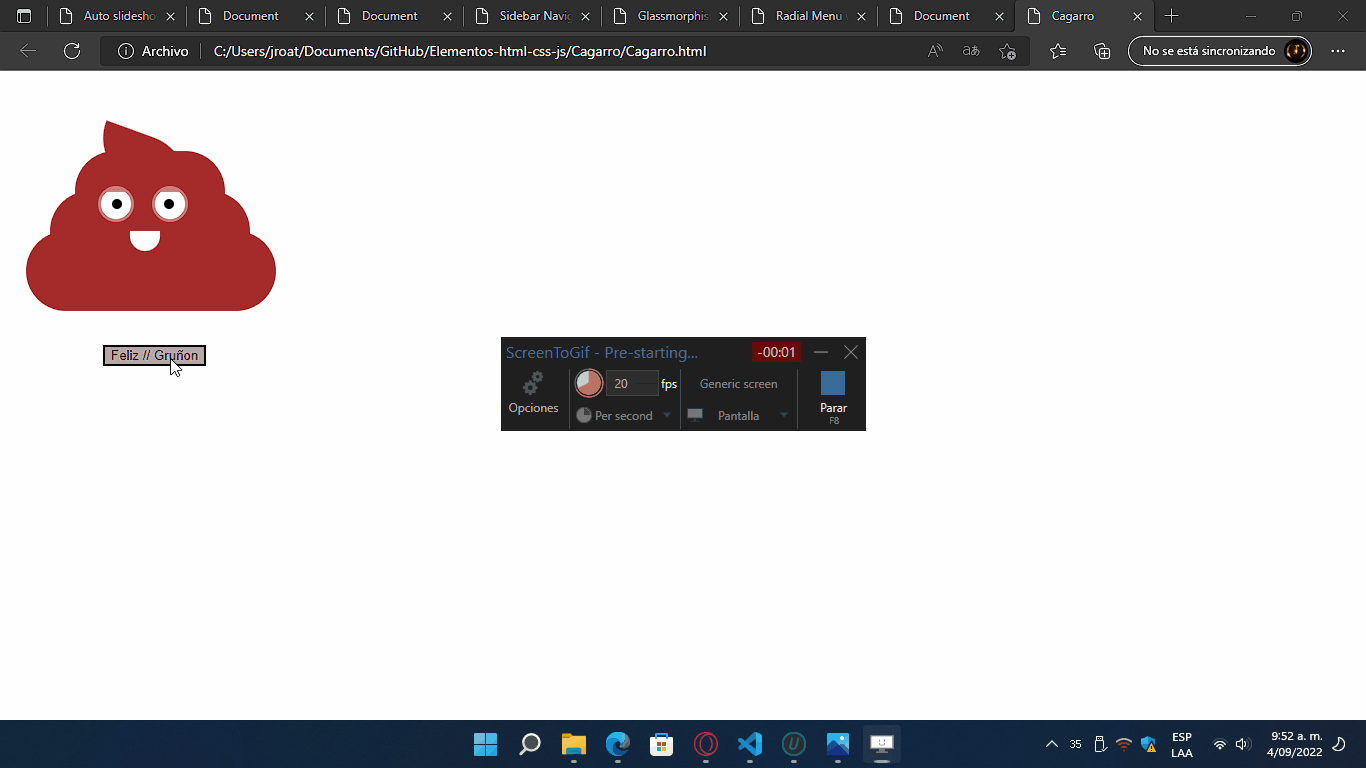 Auto slidesho
Document
Document
Sidebar Navig
Glassmorphis
Radial Menu
Document
Cagarro
Archivo
C:/Users/jroat/Documents/GitHub/Elementos-html-css-js/Cagarro/Cagarro.html
No se está sincronizando
Feliz // Gruñon
ScreenToGif - Pre-starting...
-00:01
Opciones
20
fps
Per second
Generic screen
Pantalla
Parar
F8
35
ESP
LAA
9:52 a. m.
4/09/2022